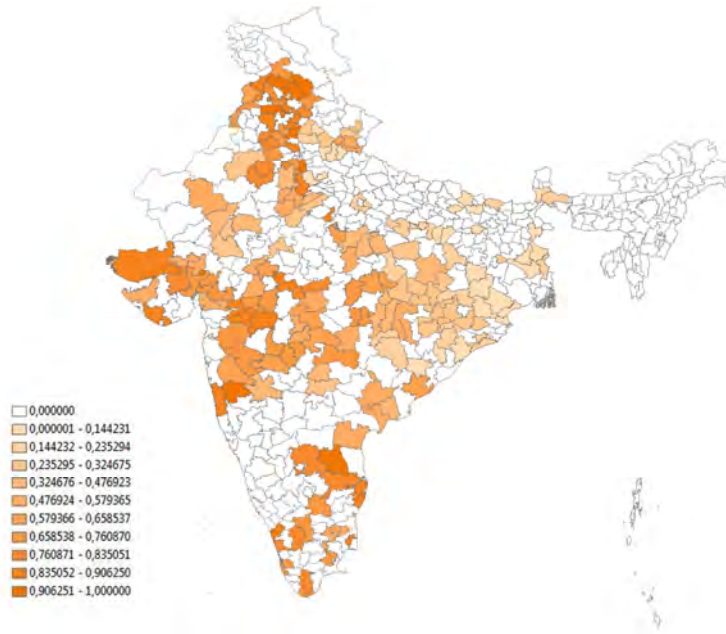 0,000000
0,000001 - 0,144231
0,144232 - 0,235294
0,235295 - 0,324675
0,324676 - 0,476923
0,476924 - 0,579365
0,579366 - 0,658537
0,658538 - 0,760870
0,760871 - 0,835051
0,835052 - 0,906250
0,906251 - 1,000000